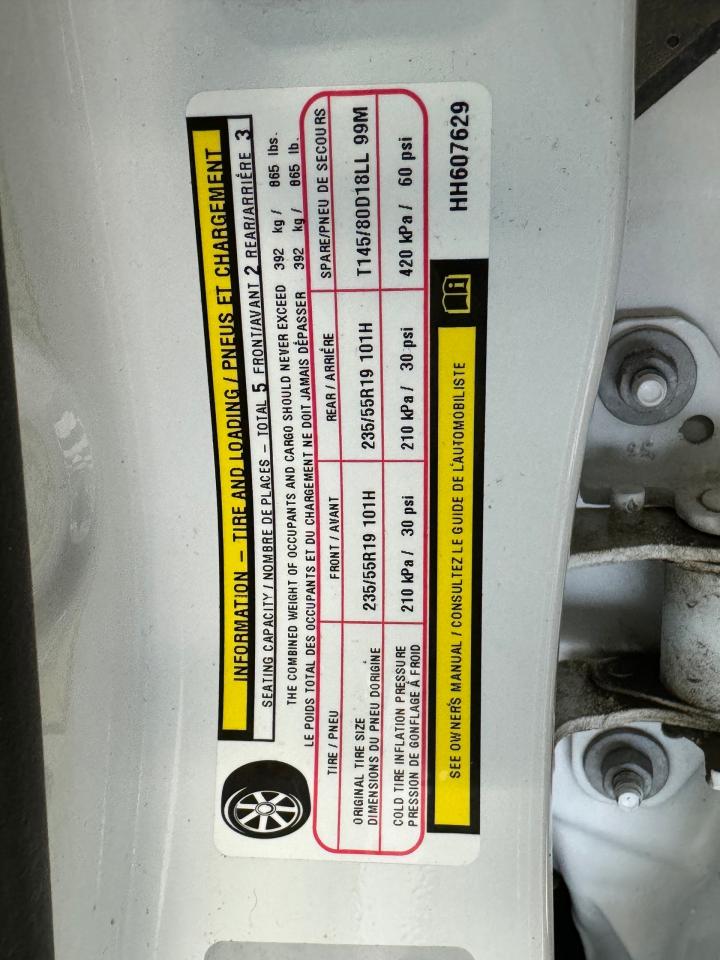 INFORMATION – TIRE AND LOADING / PNEUS ET CHARGEMENT
SEATING CAPACITY / NOMBRE DE PLACES – TOTAL 5 FRONT/AVANT 2 REAR/ARRIÉRE 3
THE COMBINED WEIGHT OF OCCUPANTS AND CARGO SHOULD NEVER EXCEED 392 kg / 865 lbs.
LE POIDS TOTAL DES OCCUPANTS ET DU CHARGEMENT NE DOIT JAMAIS DÉPASSER 392 kg / 865 lb.
TIRE / PNEU FRONT / AVANT REAR / ARRIÉRE SPARE/PNEU DE SECOURS
ORIGINAL TIRE SIZE
DIMENSIONS DU PNEU D'ORIGINE 235/55R19 101H 235/55R19 101H T145/80D18LL 99M
COLD TIRE INFLATION PRESSURE
PRESSION DE GONFLAGE Á FROID 210 kPa / 30 psi 210 kPa / 30 psi 420 kPa / 60 psi
SEE OWNER'S MANUAL / CONSULTEZ LE GUIDE DE L'AUTOMOBILISTE
HH607629